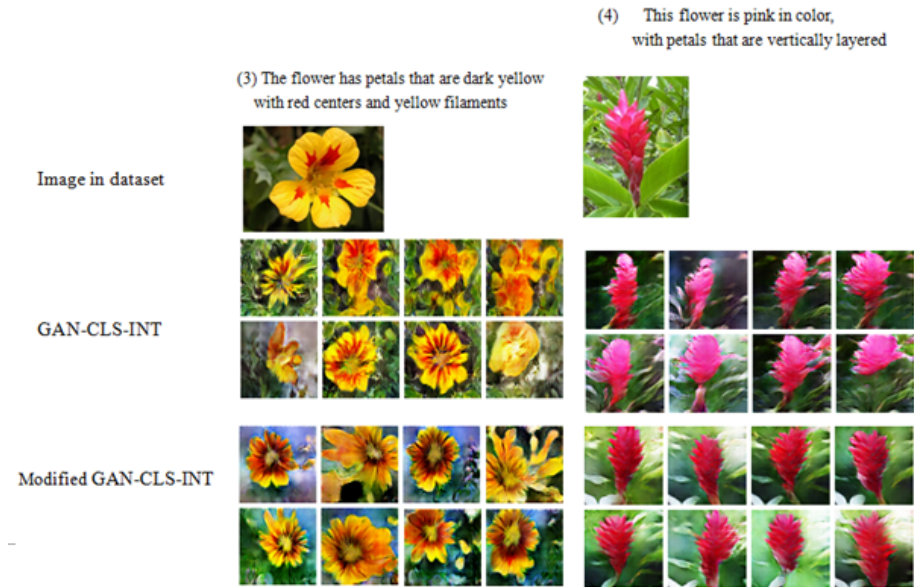 (4) This flower is pink in color,
with petals that are vertically layered
(3) The flower has petals that are dark yellow
with red centers and yellow filaments
Image in dataset
GAN-CLS-INT
Modified GAN-CLS-INT